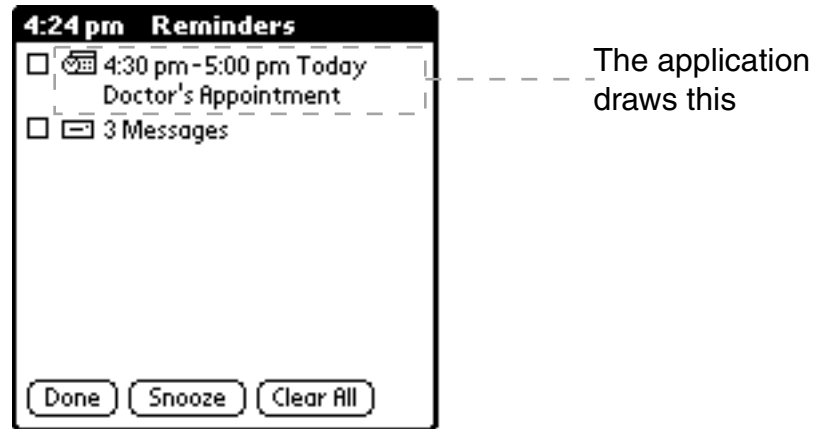 4:24 pm Reminders
4:30 pm-5:00 pm Today
Doctor's Appointment
3 Messages
Done Snooze Clear All
The application
draws this